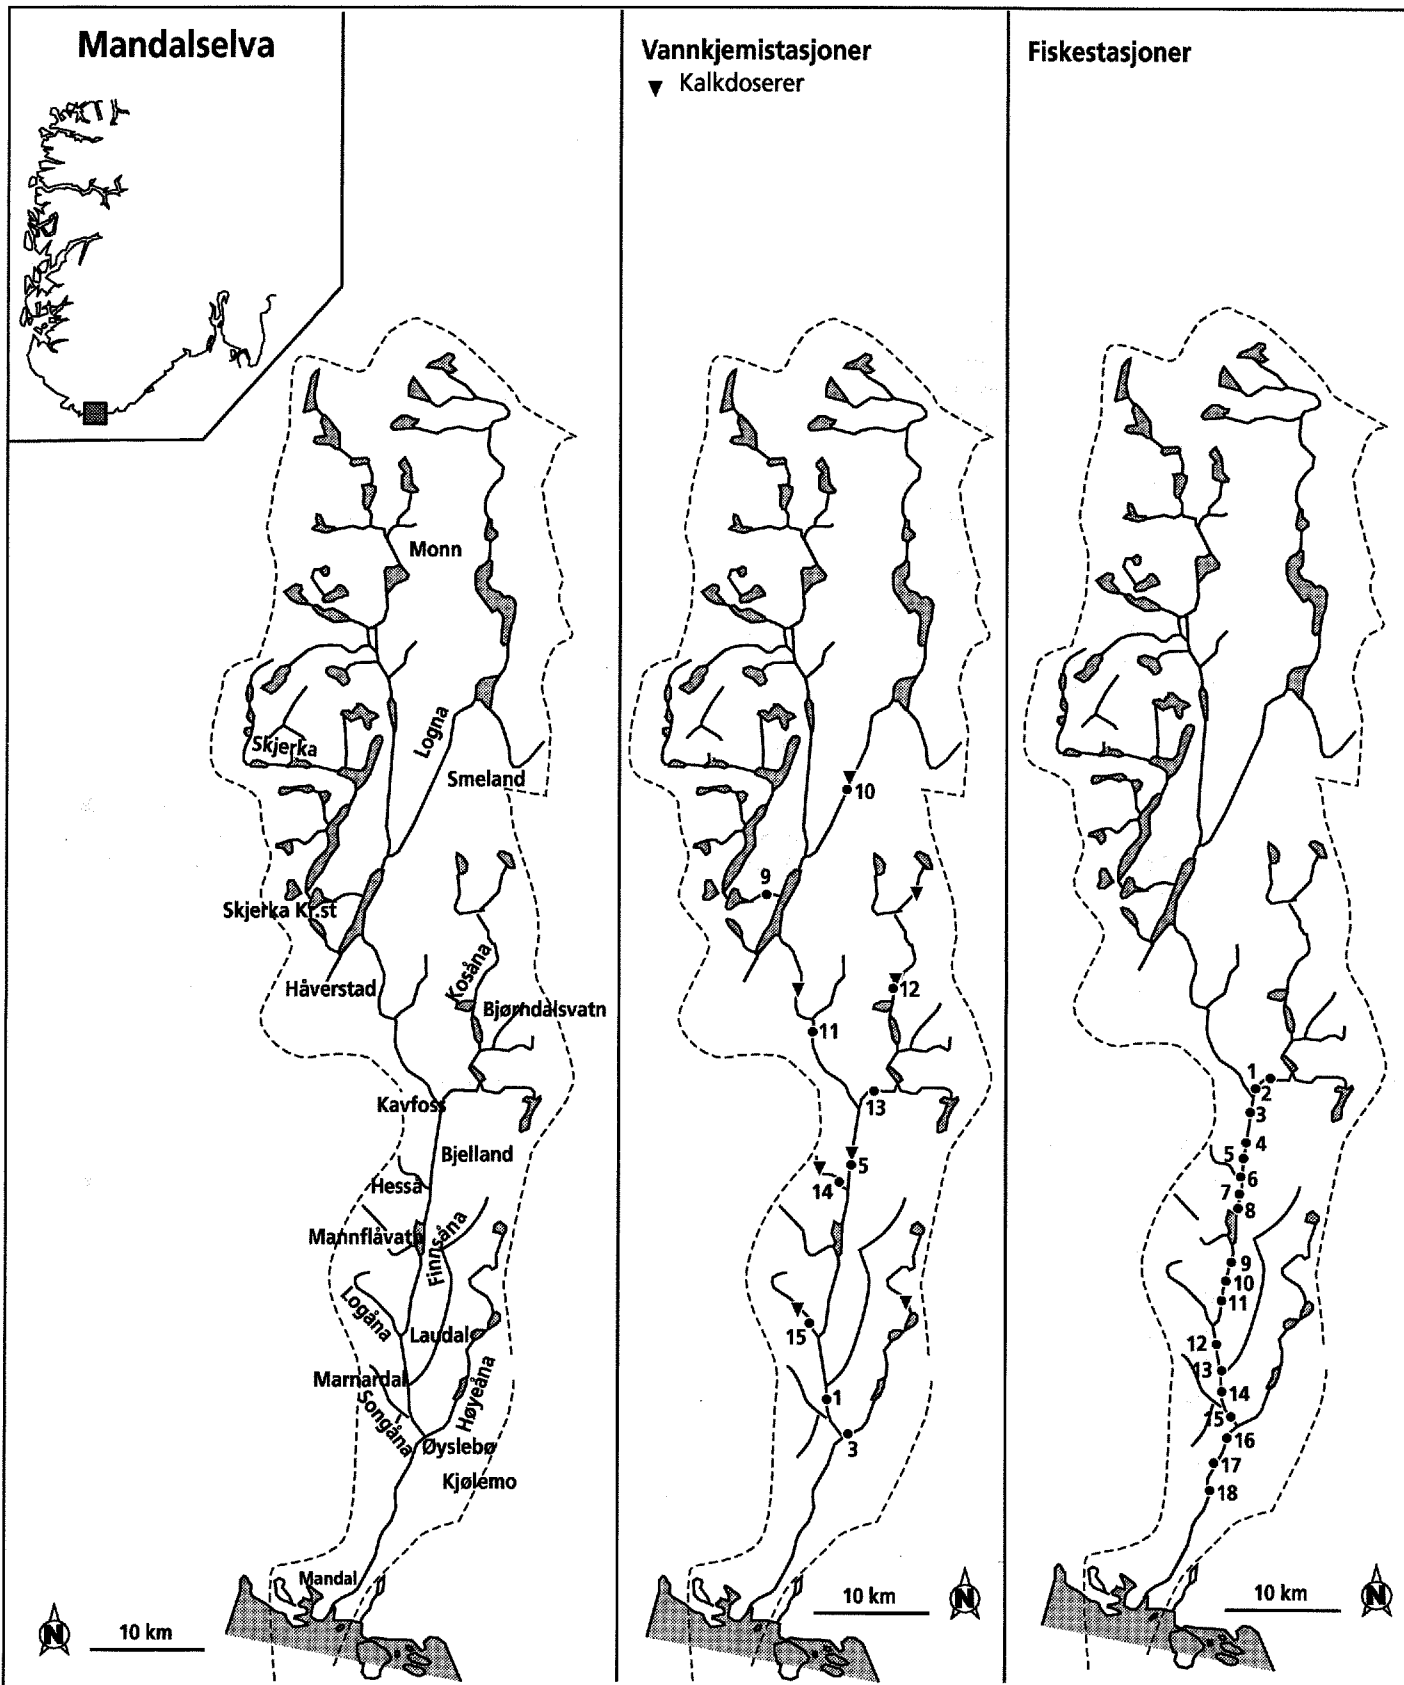 Mandalselva
Monn
Logna
Skjerka
Smeland
Skjerka Kr.st
Håverstad
Kosåna
Bjørndalsvatn
Kavfoss
Bjelland
Hesså
Mannflåvatn
Finnsåna
Logåna
Laudal
Marnardal
Songåna
Høyeåna
Øyslebø
Kjølemo
Mandal
N
10 km
Vannkjemistasjoner
Kalkdoserer
10
9
12
11
13
5
14
15
1
3
10 km
N
Fiskestasjoner
1
2
3
4
5
6
7
8
9
10
11
12
13
14
15
16
17
18
10 km
N